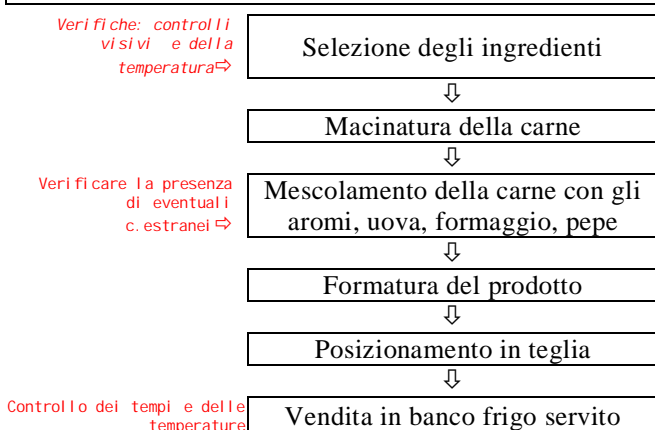 Verifiche: controlli
visivi e della
temperatura⇨
Selezione degli ingredienti
⇩
Macinatura della carne
⇩
Verificare la presenza
di eventuali
c. estranei ⇨
Mescolamento della carne con gli
aromi, uova, formaggio, pepe
⇩
Formatura del prodotto
⇩
Posizionamento in teglia
⇩
Controllo dei tempi e delle
temperature
Vendita in banco frigo servito